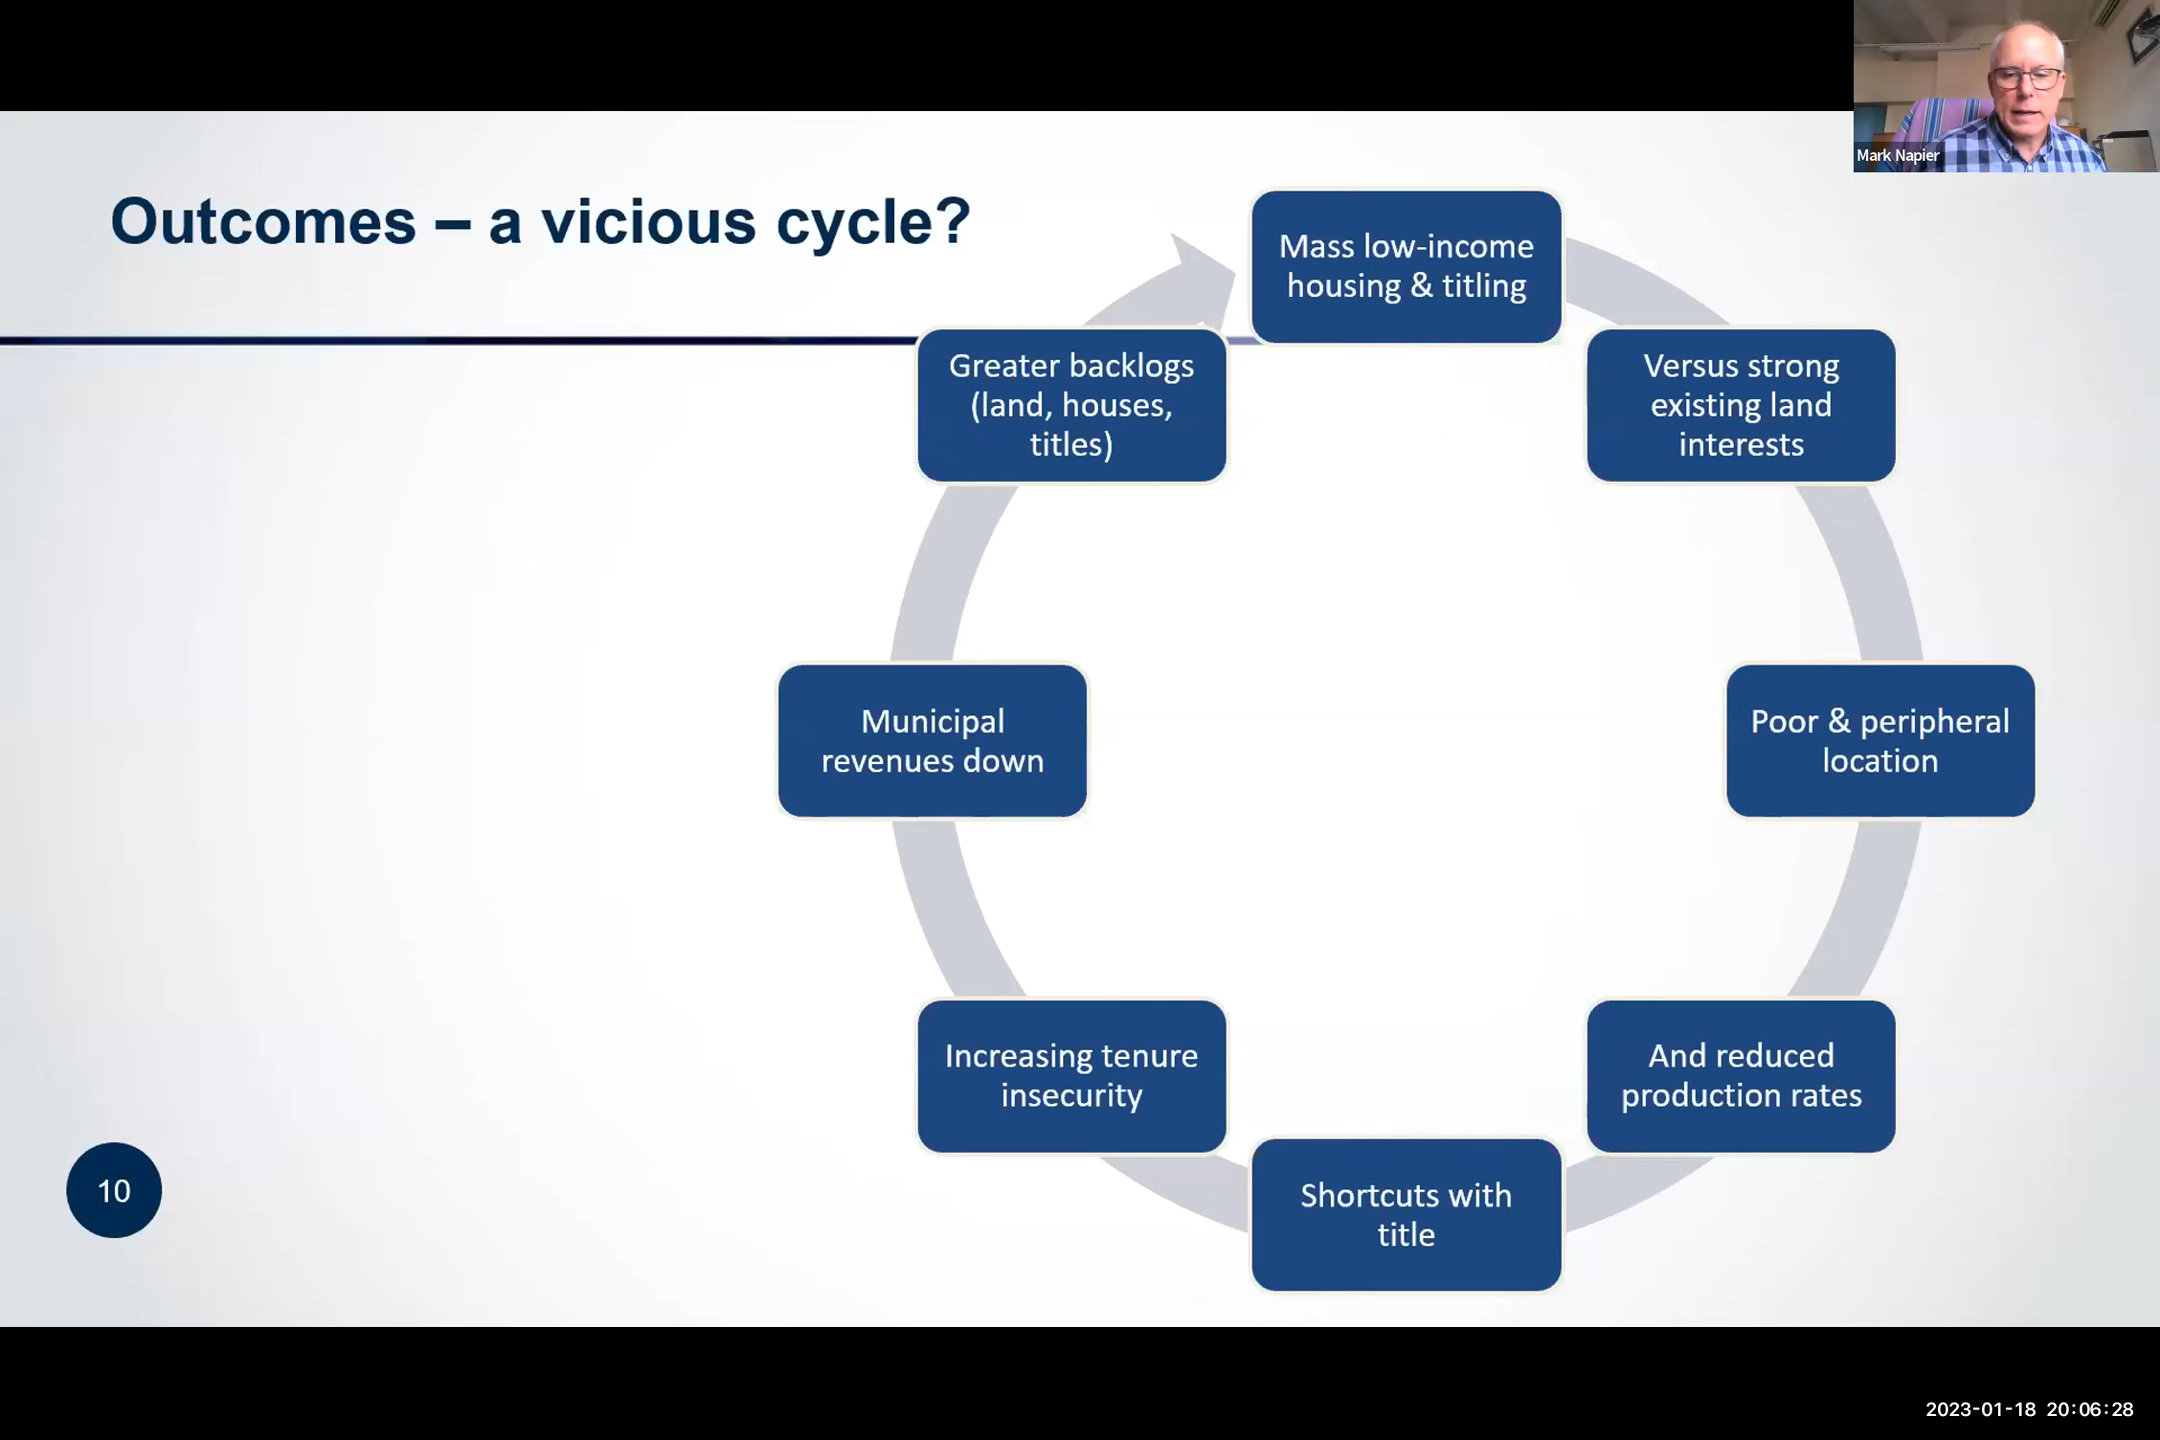 Mark Napier
Outcomes – a vicious cycle?
Mass low-income
housing & titling
Versus strong
existing land
interests
Poor & peripheral
location
And reduced
production rates
Shortcuts with
title
Increasing tenure
insecurity
Municipal
revenues down
Greater backlogs
(land, houses,
titles)
10
2023-01-18 20:06:28